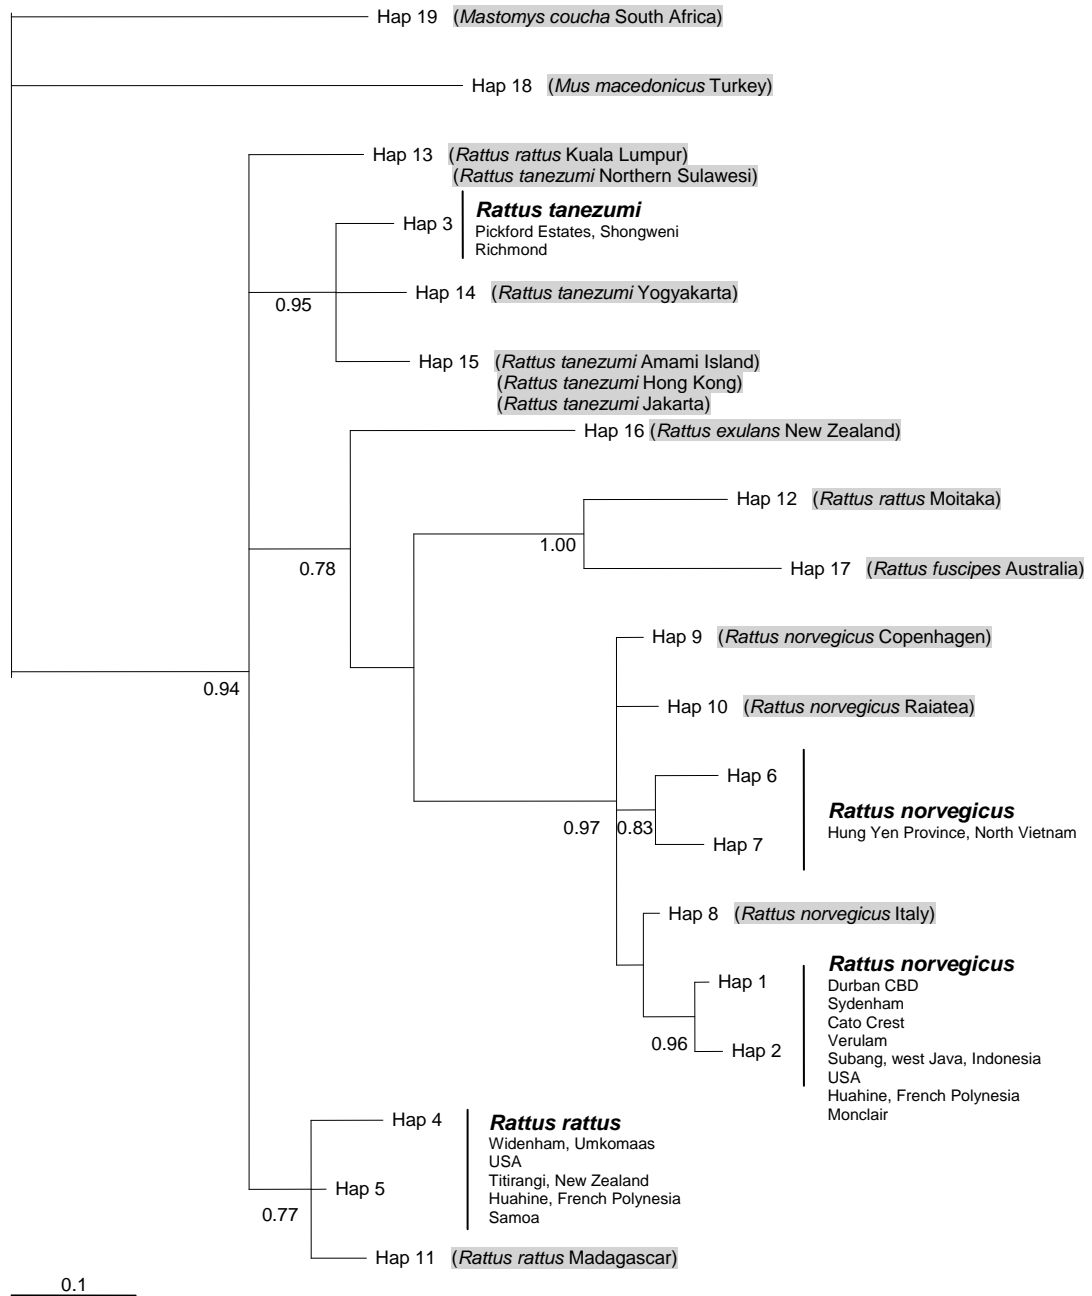 Hap 19 (Mastomys coucha South Africa)
Hap 18 (Mus macedonicus Turkey)
Hap 13 (Rattus rattus Kuala Lumpur)
(Rattus tanezumi Northern Sulawesi)
Hap 3
Rattus tanezumi
Pickford Estates, Shongweni
Richmond
Hap 14 (Rattus tanezumi Yogyakarta)
0.95
Hap 15 (Rattus tanezumi Amami Island)
(Rattus tanezumi Hong Kong)
(Rattus tanezumi Jakarta)
Hap 16 (Rattus exulans New Zealand)
Hap 12 (Rattus rattus Moitaka)
1.00
0.78
Hap 17 (Rattus fuscipes Australia)
Hap 9 (Rattus norvegicus Copenhagen)
0.94
Hap 10 (Rattus norvegicus Raiatea)
Hap 6
Rattus norvegicus
Hung Yen Province, North Vietnam
0.97 0.83
Hap 7
Hap 8 (Rattus norvegicus Italy)
Rattus norvegicus
Hap 1
Durban CBD
Sydenham
Cato Crest
Verulam
0.96
Hap 2
Subang, west Java, Indonesia
USA
Huahine, French Polynesia
Monclair
Hap 4
Rattus rattus
Widenham, Umkomaas
USA
Titirangi, New Zealand
Hap 5
Huahine, French Polynesia
Samoa
0.77
Hap 11 (Rattus rattus Madagascar)
0.1